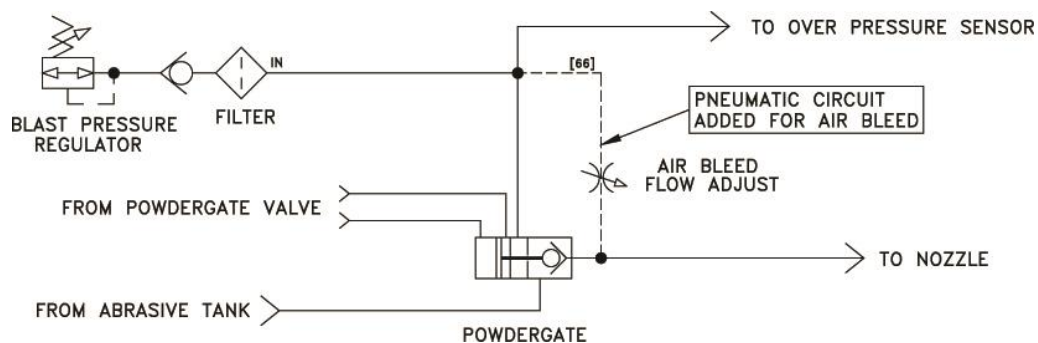 TO OVER PRESSURE SENSOR
IN
[66]
FILTER
BLAST PRESSURE
REGULATOR
PNEUMATIC CIRCUIT
ADDED FOR AIR BLEED
AIR BLEED
FLOW ADJUST
FROM POWDERGATE VALVE
TO NOZZLE
FROM ABRASIVE TANK
POWDERGATE